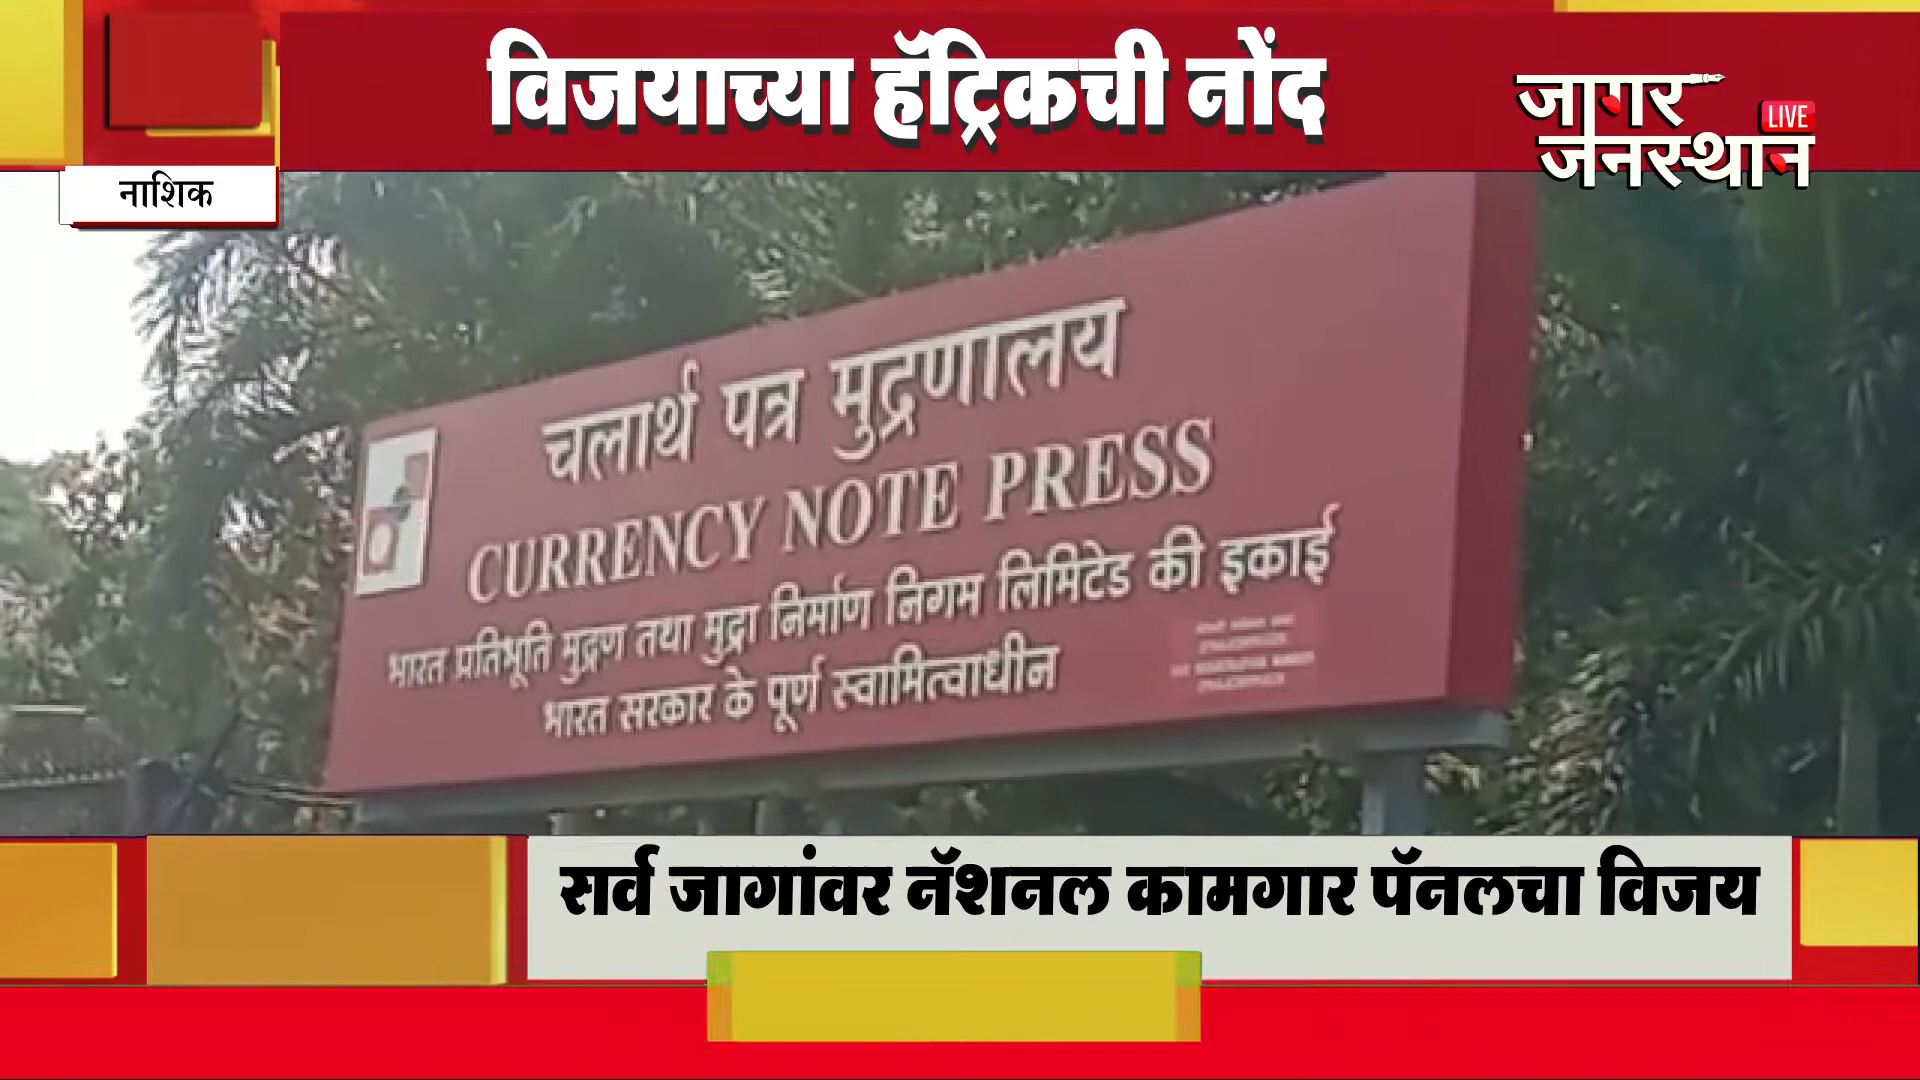 विजयाच्या हॅट्रिकची नोंद
जागर
LIVE
जनस्थान
नाशिक
चलार्थ पत्र मुद्रणालय
CURRENCY NOTE PRESS
भारत प्रतिभूति मुद्रण तथा मुद्रा निर्माण निगम लिमिटेड की इकाई
भारत सरकार के पूर्ण स्वामित्वाधीन
सर्व जागांवर नॅशनल कामगार पॅनलचा विजय